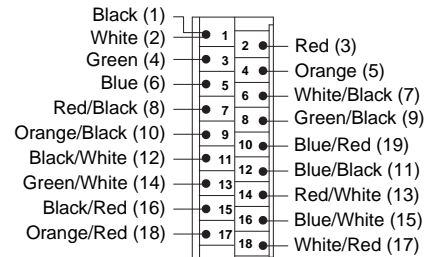 Black (1)
White (2)
Green (4)
Blue (6)
Red/Black (8)
Orange/Black (10)
Black/White (12)
Green/White (14)
Black/Red (16)
Orange/Red (18)
1
3
5
7
9
11
13
15
17
2
4
6
8
10
12
14
16
18
Red (3)
Orange (5)
White/Black (7)
Green/Black (9)
Blue/Red (19)
Blue/Black (11)
Red/White (13)
Blue/White (15)
White/Red (17)